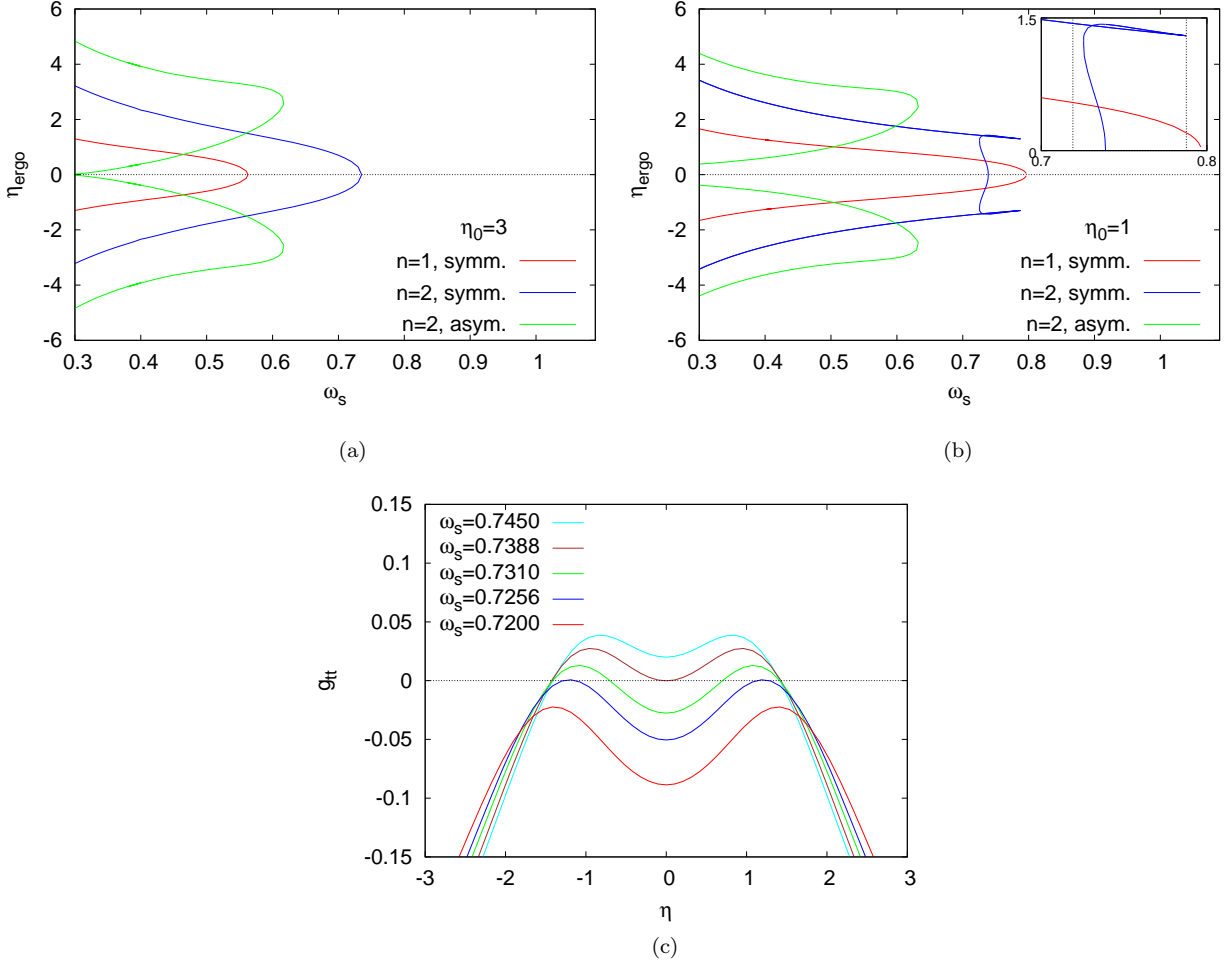 6
4
2
0
-2
-4
-6
η_ergo
0.3 0.4 0.5 0.6 0.7 0.8 0.9 1
ω_s
η_0=3
n=1, symm.
n=2, symm.
n=2, asym.
(a)
6
4
2
0
-2
-4
-6
η_ergo
0.3 0.4 0.5 0.6 0.7 0.8 0.9 1
ω_s
1.5
0
0.7 0.8
η_0=1
n=1, symm.
n=2, symm.
n=2, asym.
(b)
0.15
0.1
0.05
0
-0.05
-0.1
-0.15
g_tt
-3 -2 -1 0 1 2 3
η
ω_s=0.7450
ω_s=0.7388
ω_s=0.7310
ω_s=0.7256
ω_s=0.7200
(c)